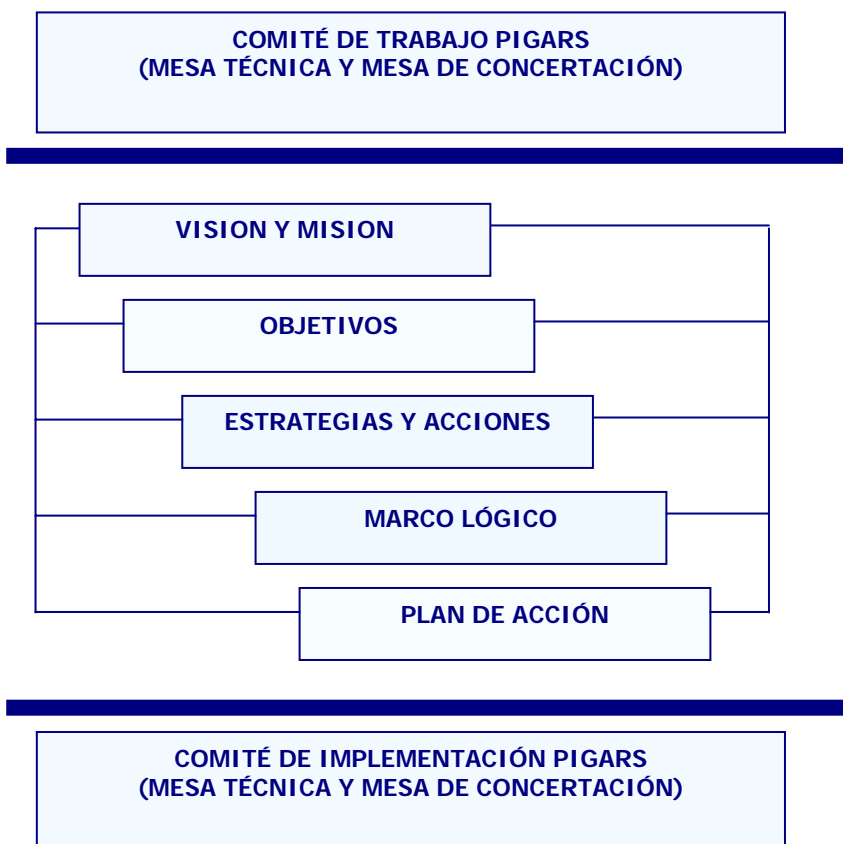 COMITÉ DE TRABAJO PIGARS
(MESA TÉCNICA Y MESA DE CONCERTACIÓN)
VISION Y MISION
OBJETIVOS
ESTRATEGIAS Y ACCIONES
MARCO LÓGICO
PLAN DE ACCIÓN
COMITÉ DE IMPLEMENTACIÓN PIGARS
(MESA TÉCNICA Y MESA DE CONCERTACIÓN)